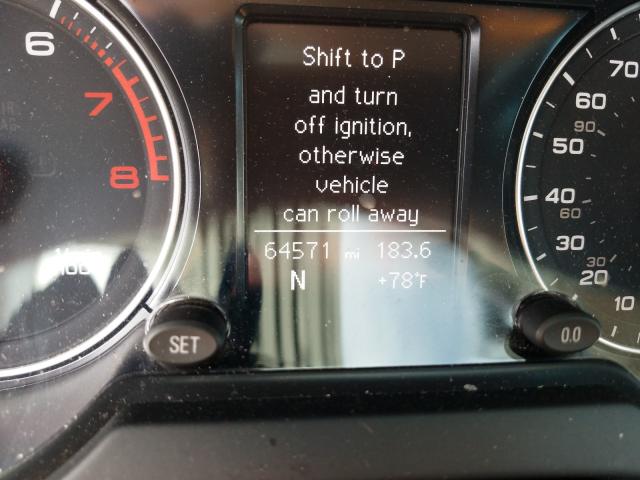 Shift to P
and turn
off ignition,
otherwise
vehicle
can roll away
64571 mi 183.6
N +78°F
6
7
8
SET
0.0
70
60
90
50
40
60
30
30
20
10